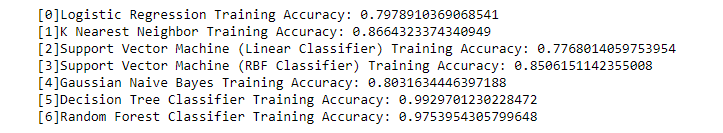 [0]Logistic Regression Training Accuracy: 0.7978910369068541
[1]K Nearest Neighbor Training Accuracy: 0.8664323374340949
[2]Support Vector Machine (Linear Classifier) Training Accuracy: 0.7768014059753954
[3]Support Vector Machine (RBF Classifier) Training Accuracy: 0.8506151142355008
[4]Gaussian Naive Bayes Training Accuracy: 0.8031634446397188
[5]Decision Tree Classifier Training Accuracy: 0.9929701230228472
[6]Random Forest Classifier Training Accuracy: 0.9753954305799648